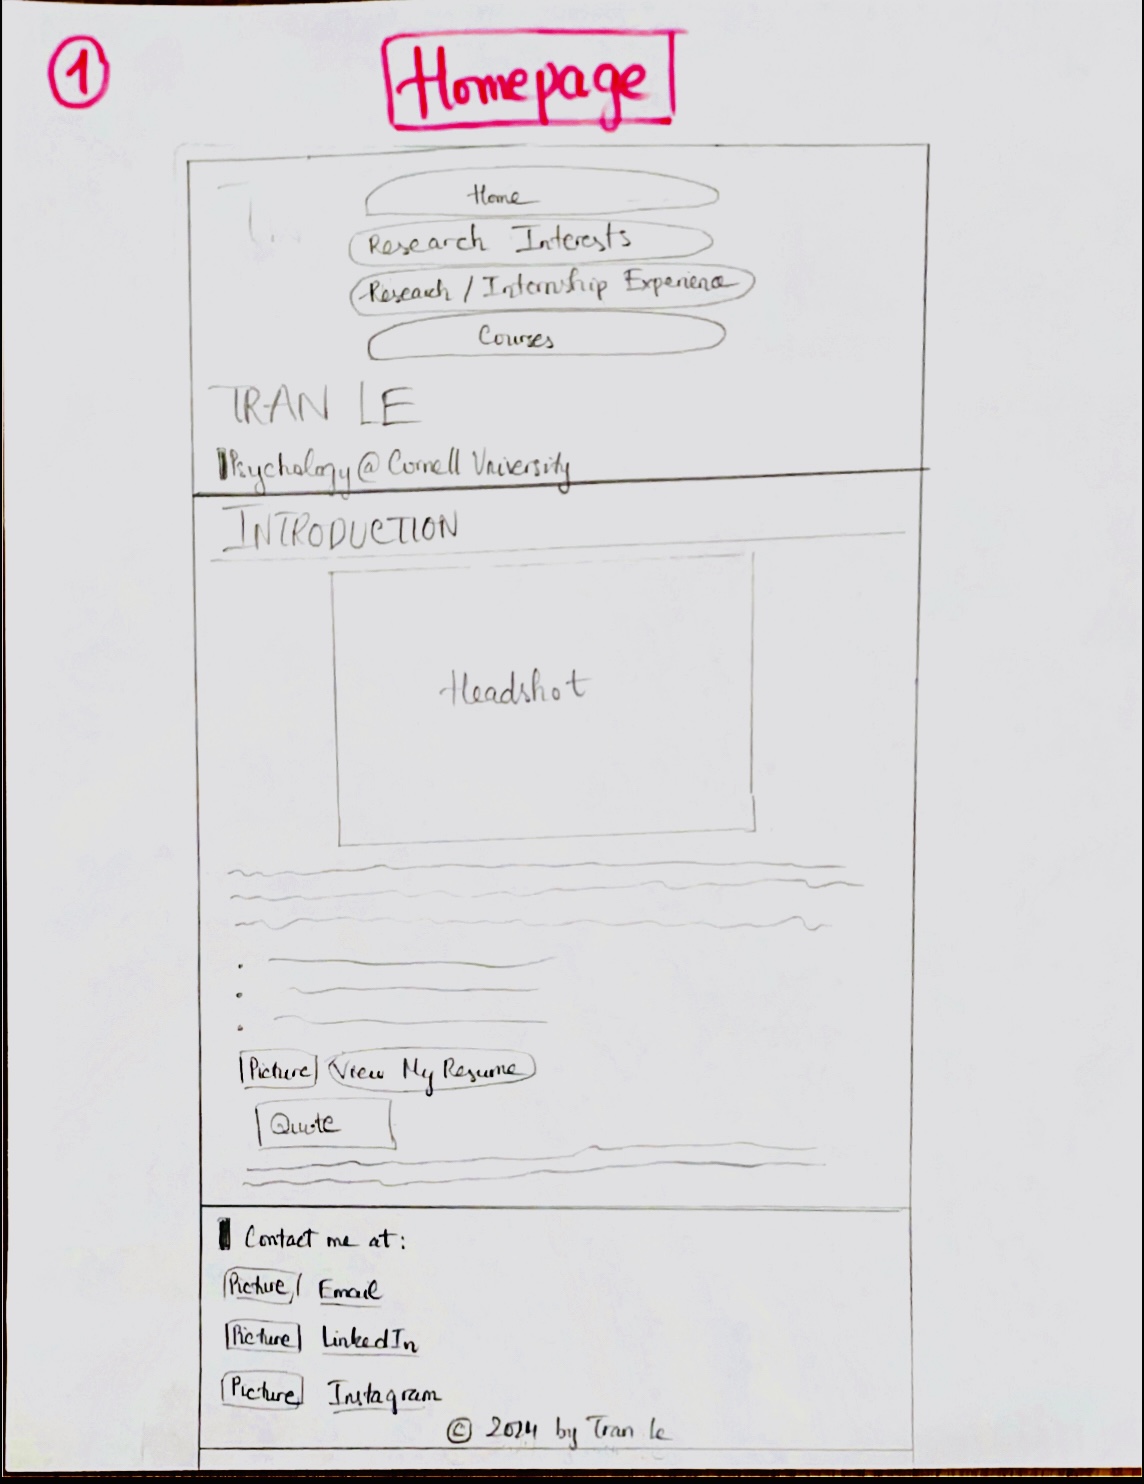 1
Homepage
Home
Research Interests
Research / Internship Experience
Courses
TRAN LE
Psychology @ Cornell University
INTRODUCTION
Headshot
Picture View My Resume
Quote
Contact me at:
Picture Email
Picture LinkedIn
Picture Instagram
© 2024 by Tran Le